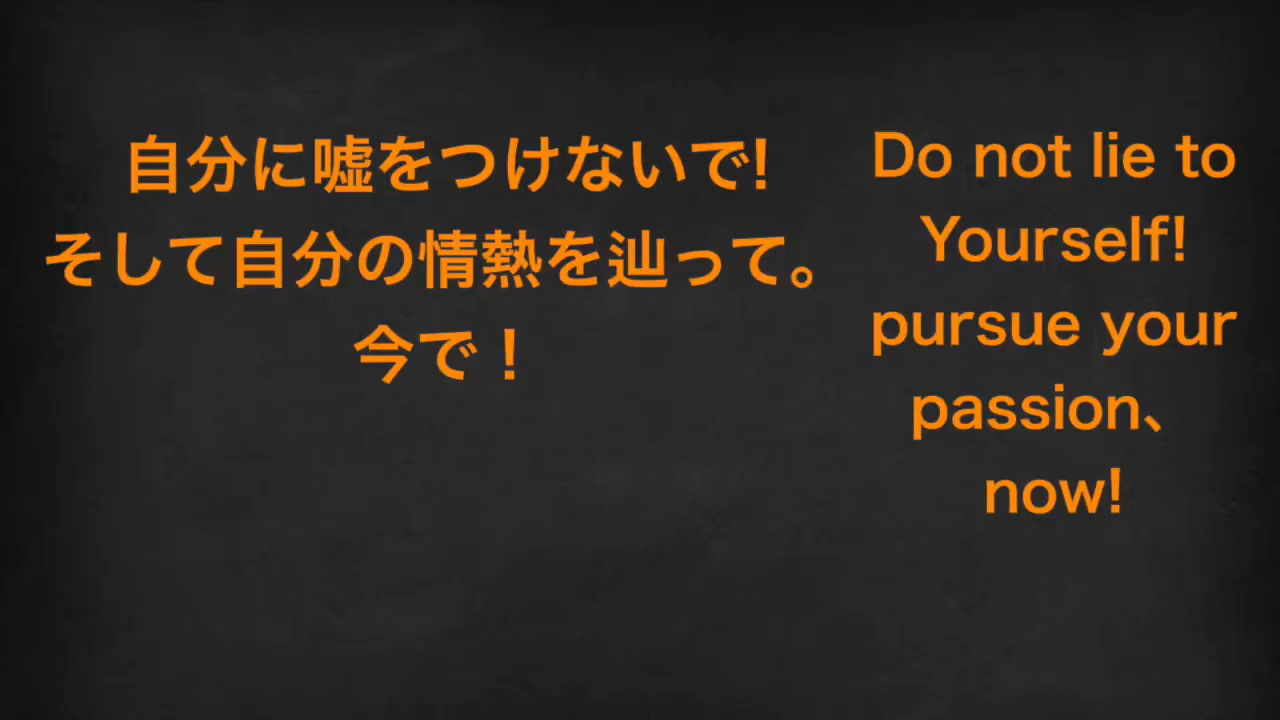 自分に嘘をつけないで!
そして自分の情熱を辿って。
今で！
Do not lie to
Yourself!
pursue your
passion、
now!